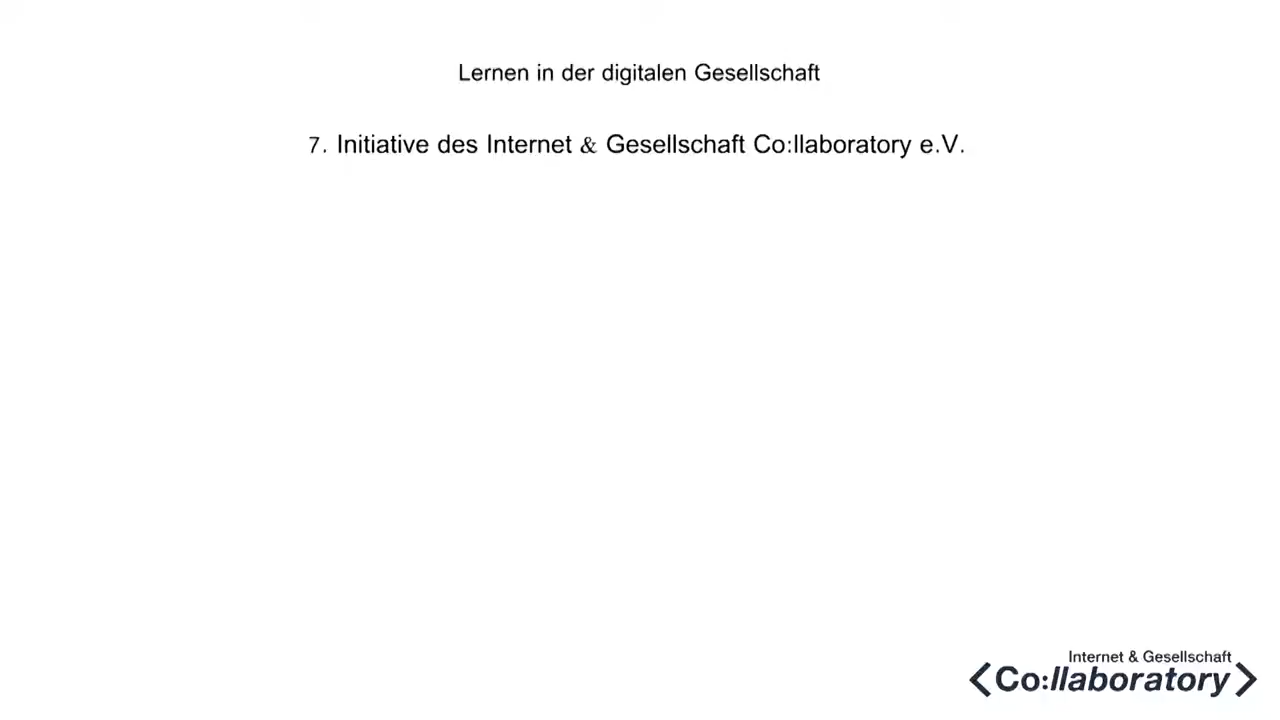 Lernen in der digitalen Gesellschaft
7. Initiative des Internet & Gesellschaft Co:llaboratory e.V.
Internet & Gesellschaft
<Co:llaboratory>